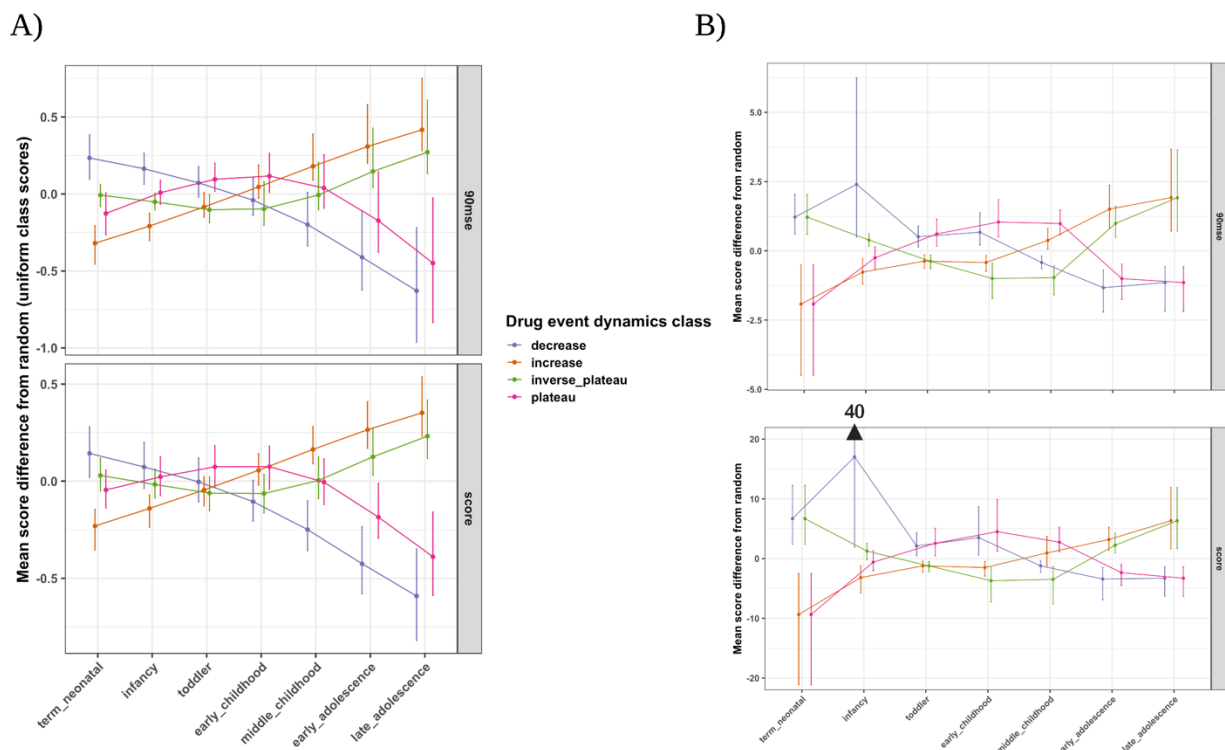 A)
B)
Mean score difference from random (uniform class scores)
0.5
0.0
-0.5
-1.0
90mse
0.5
0.0
-0.5
score
term_neonatal
infancy
toddler
early_childhood
middle_childhood
early_adolescence
late_adolescence
Drug event dynamics class
decrease
increase
inverse_plateau
plateau
Mean score difference from random
5.0
2.5
0.0
-2.5
-5.0
90mse
40
Mean score difference from random
20
10
0
-10
-20
score
term_neonatal
infancy
toddler
early_childhood
middle_childhood
early_adolescence
late_adolescence